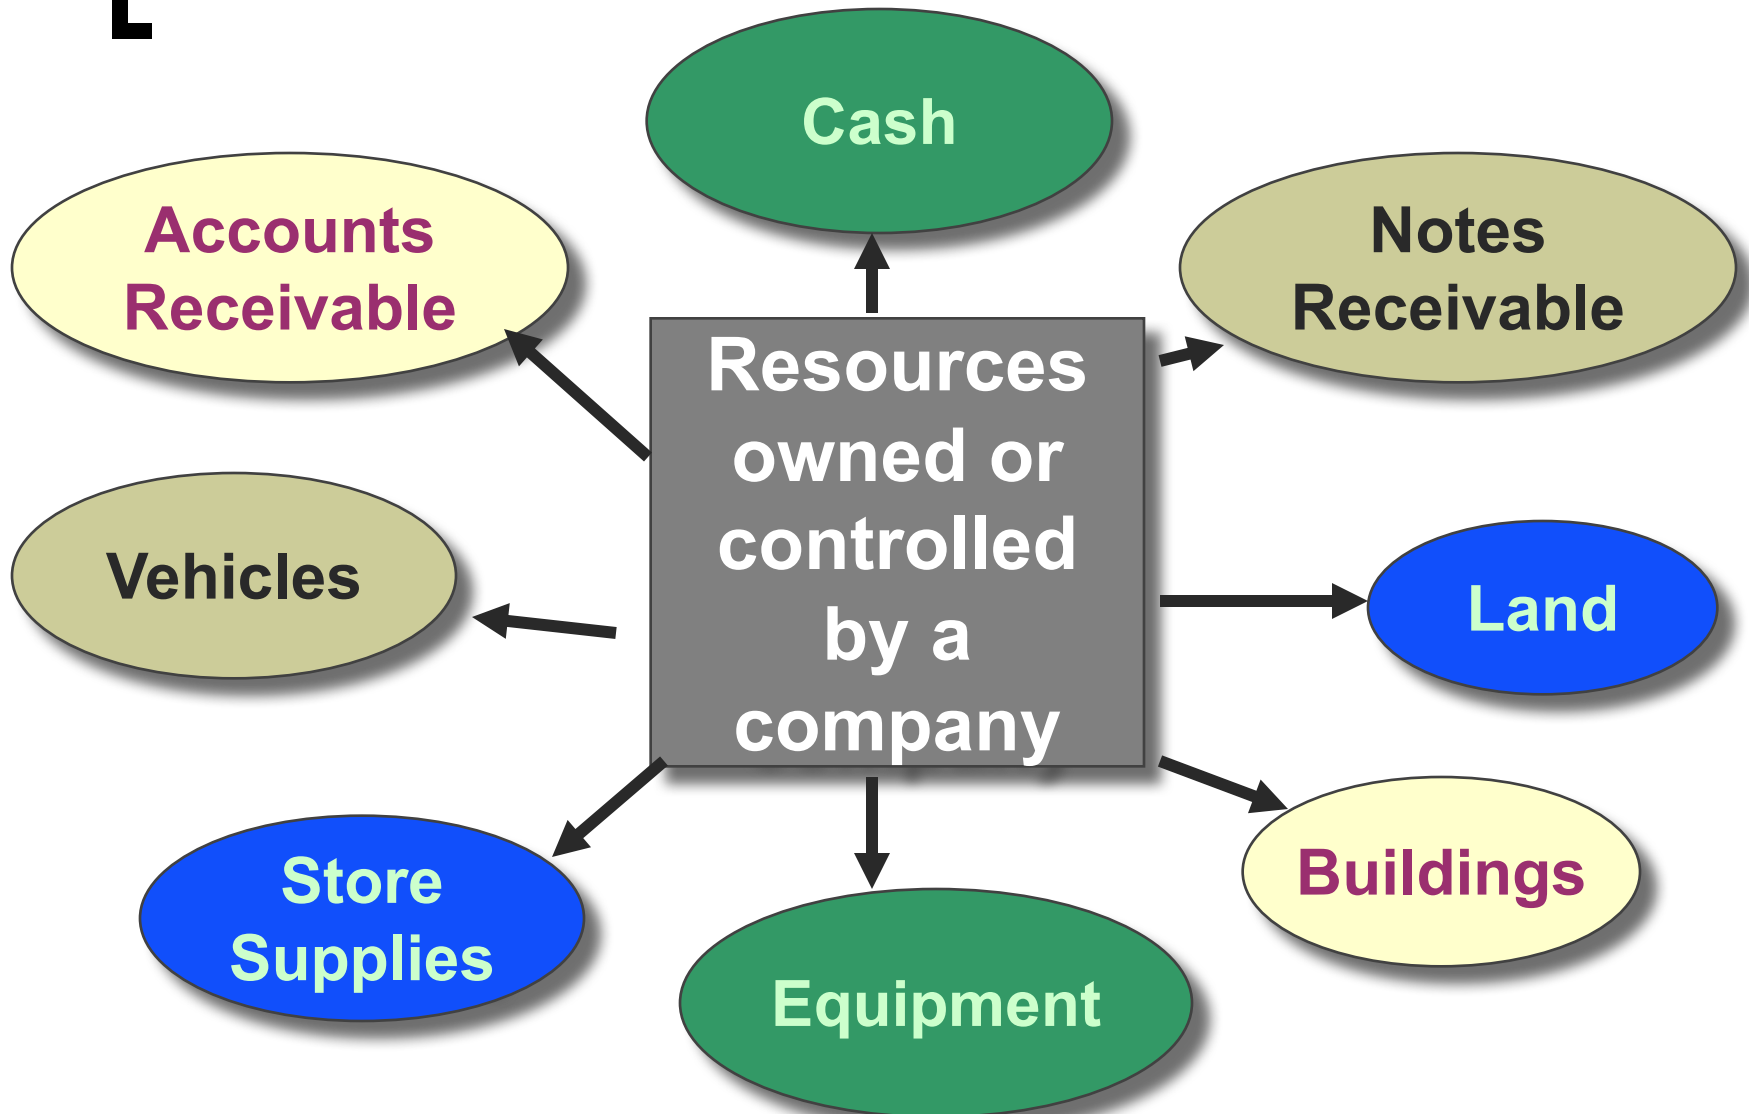 Cash
Accounts
Receivable
Notes
Receivable
Resources
owned or
controlled
by a
company
Vehicles
Land
Store
Supplies
Buildings
Equipment